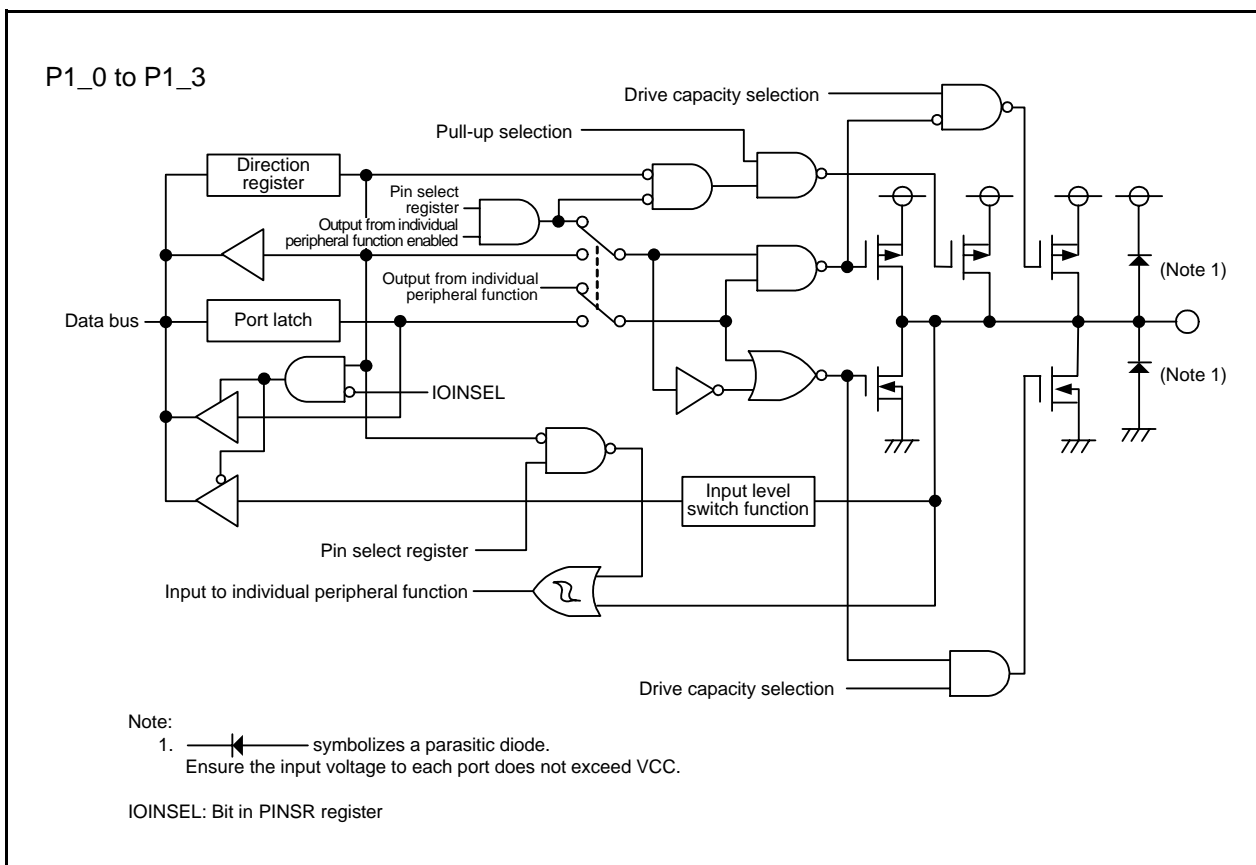 P1_0 to P1_3
Drive capacity selection
Pull-up selection
Direction
register
Pin select
register
Output from individual
peripheral function enabled
(Note 1)
Output from individual
peripheral function
Data bus
Port latch
(Note 1)
IOINSEL
Input level
switch function
Pin select register
Input to individual peripheral function
Drive capacity selection
Note:
1. symbolizes a parasitic diode.
Ensure the input voltage to each port does not exceed VCC.
IOINSEL: Bit in PINSR register